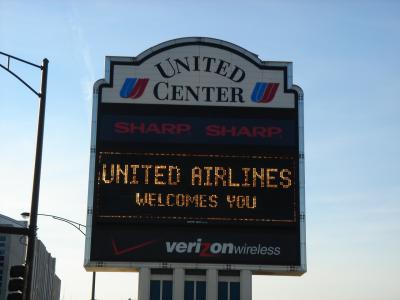 UNITED
CENTER
SHARP SHARP
UNITED AIRLINES
WELCOMES YOU
verizonwireless